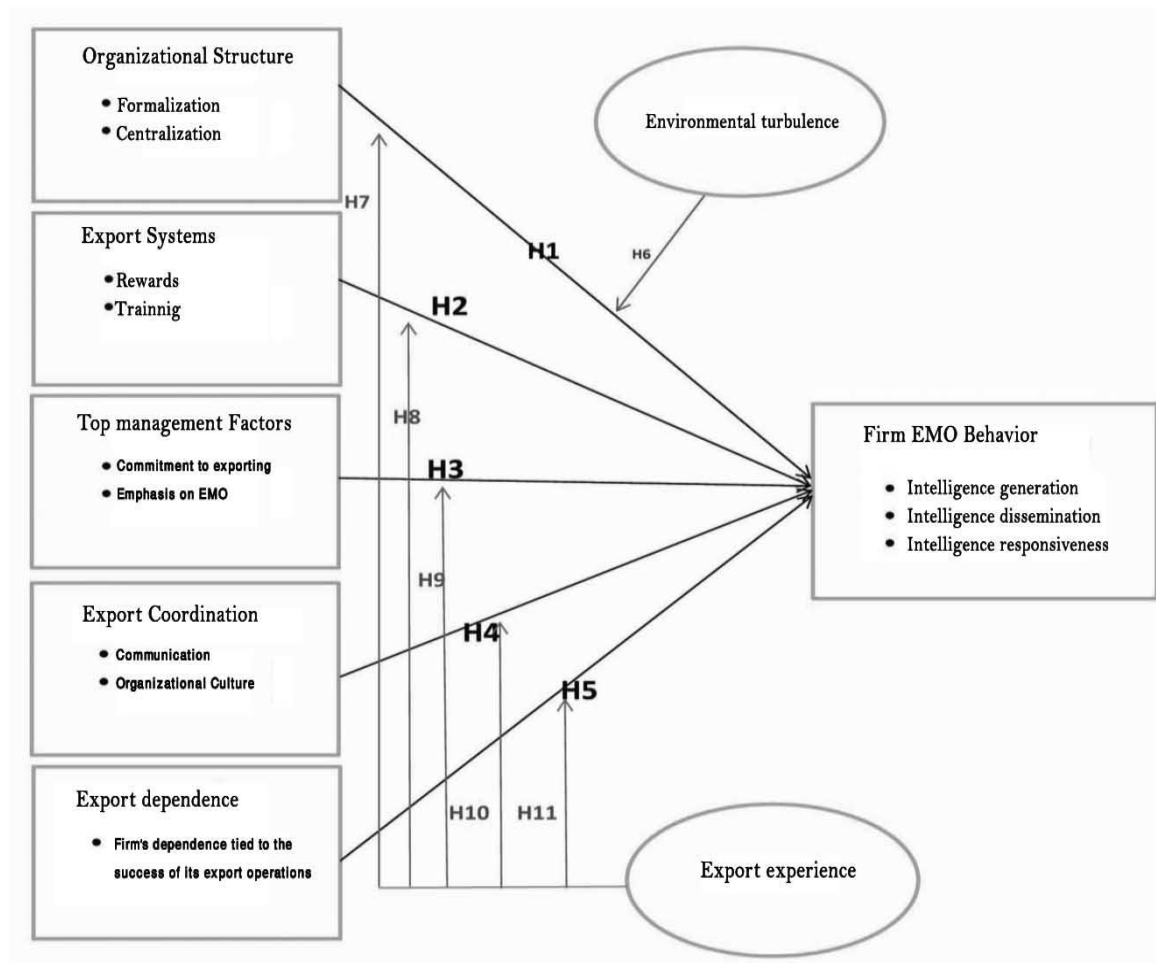 Organizational Structure
• Formalization
• Centralization
Environmental turbulence
H7
Export Systems
• Rewards
• Trainnig
H1
H6
H2
Top management Factors
• Commitment to exporting
• Emphasis on EMO
H8
H3
Firm EMO Behavior
• Intelligence generation
• Intelligence dissemination
• Intelligence responsiveness
H9
Export Coordination
• Communication
• Organizational Culture
H4
H5
Export dependence
• Firm's dependence tied to the
success of its export operations
H10
H11
Export experience